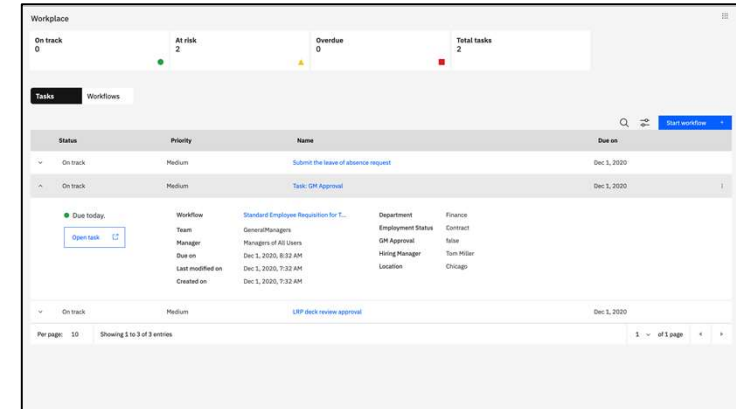 Workplace
On track At risk Overdue Total tasks
0 2 0 2
Tasks Workflows
Start workflow +
Status Priority Name Due on
On track Medium Submit the leave of absence request Dec 1, 2020
On track Medium Task: GM Approval Dec 1, 2020
Due today. Workflow Standard Employee Requisition for T... Department Finance
Open task Team GeneralManagers Employment Status Contract
Manager Managers of All Users GM Approval false
Due on Dec 1, 2020, 8:32 AM Hiring Manager Tom Miller
Last modified on Dec 1, 2020, 7:32 AM Location Chicago
Created on Dec 1, 2020, 7:32 AM
On track Medium LRP deck review approval Dec 1, 2020
Per page: 10 Showing 1 to 3 of 3 entries 1 of 1 page